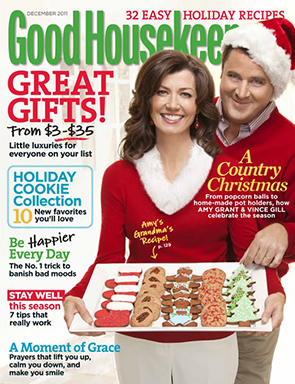 DECEMBER 2011
32 EASY HOLIDAY RECIPES
Good Housekeep
GREAT
GIFTS!
From $3-$35
Little luxuries for
everyone on your list
HOLIDAY
COOKIE
Collection
10 New favorites
you'll love
Be Happier
Every Day
The No. 1 trick to
banish bad moods
STAY WELL
this season
7 tips that
really work
A Moment of Grace
Prayers that lift you up,
calm you down, and
make you smile
A
Country
Christmas
From popcorn balls to
home-made pot holders, how
AMY GRANT & VINCE GILL
celebrate the season
Amy's
Grandma's
Recipe!
p. 129